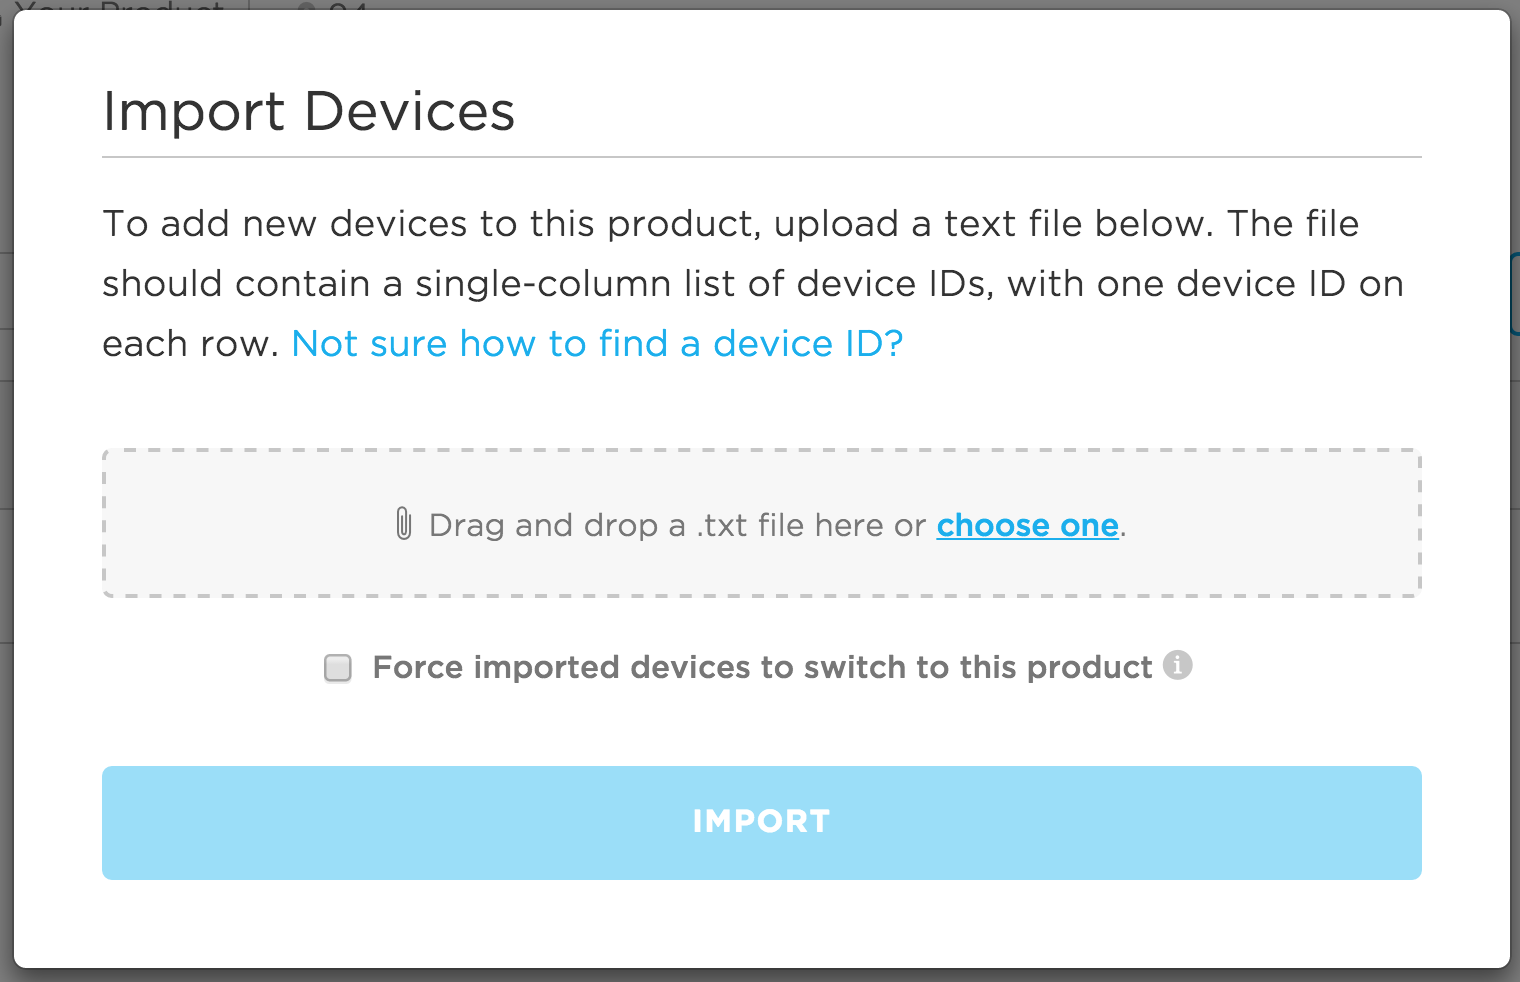 Your Product
Import Devices
To add new devices to this product, upload a text file below. The file
should contain a single-column list of device IDs, with one device ID on
each row. Not sure how to find a device ID?
Drag and drop a .txt file here or choose one.
Force imported devices to switch to this product
IMPORT